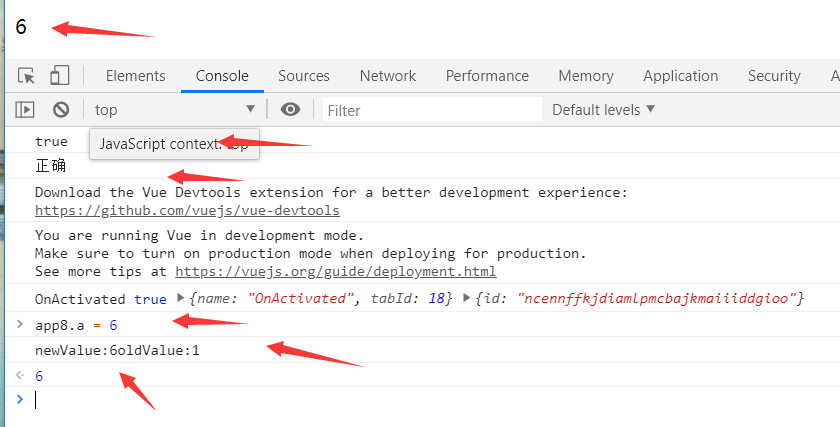 6
Elements Console Sources Network Performance Memory Application Security A
top Filter Default levels
true
JavaScript context: top
正确
Download the Vue Devtools extension for a better development experience:
https://github.com/vuejs/vue-devtools
You are running Vue in development mode.
Make sure to turn on production mode when deploying for production.
See more tips at https://vuejs.org/guide/deployment.html
OnActivated true {name: "OnActivated", tabId: 18} {id: "ncennffkjdiamlpmcbajkmaiiiddgioo"}
app8.a = 6
newValue:6oldValue:1
6